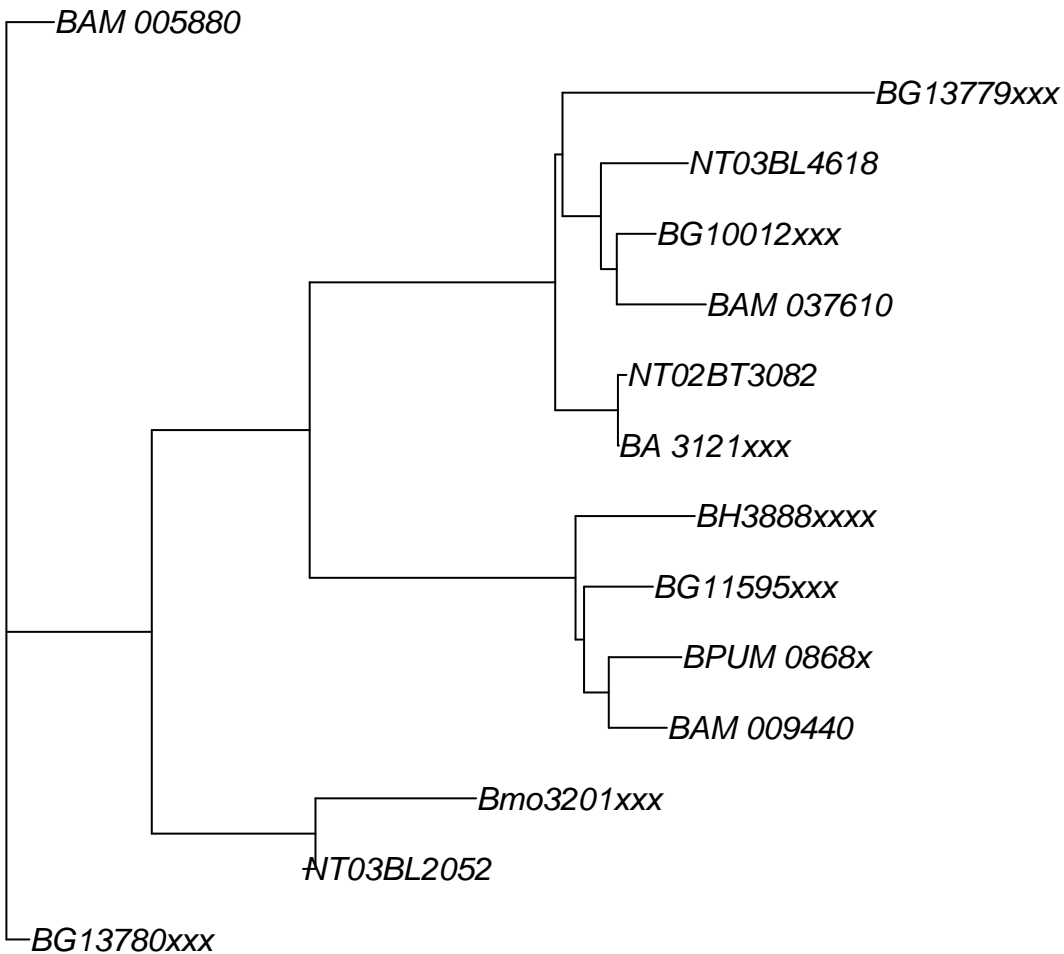 BAM 005880
BG13779xxx
NT03BL4618
BG10012xxx
BAM 037610
NT02BT3082
BA 3121xxx
BH3888xxxx
BG11595xxx
BPUM 0868x
BAM 009440
Bmo3201xxx
NT03BL2052
BG13780xxx